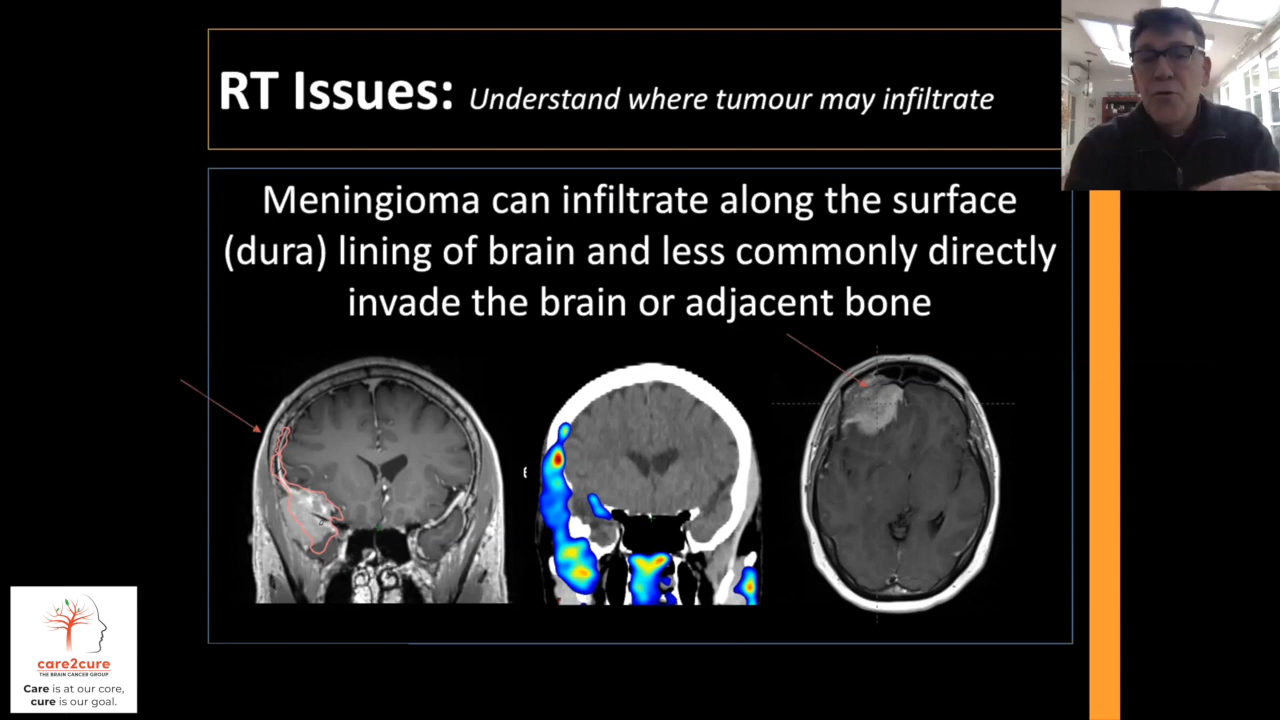 RT Issues: Understand where tumour may infiltrate
Meningioma can infiltrate along the surface
(dura) lining of brain and less commonly directly
invade the brain or adjacent bone
care2cure
THE BRAIN CANCER GROUP
Care is at our core,
cure is our goal.